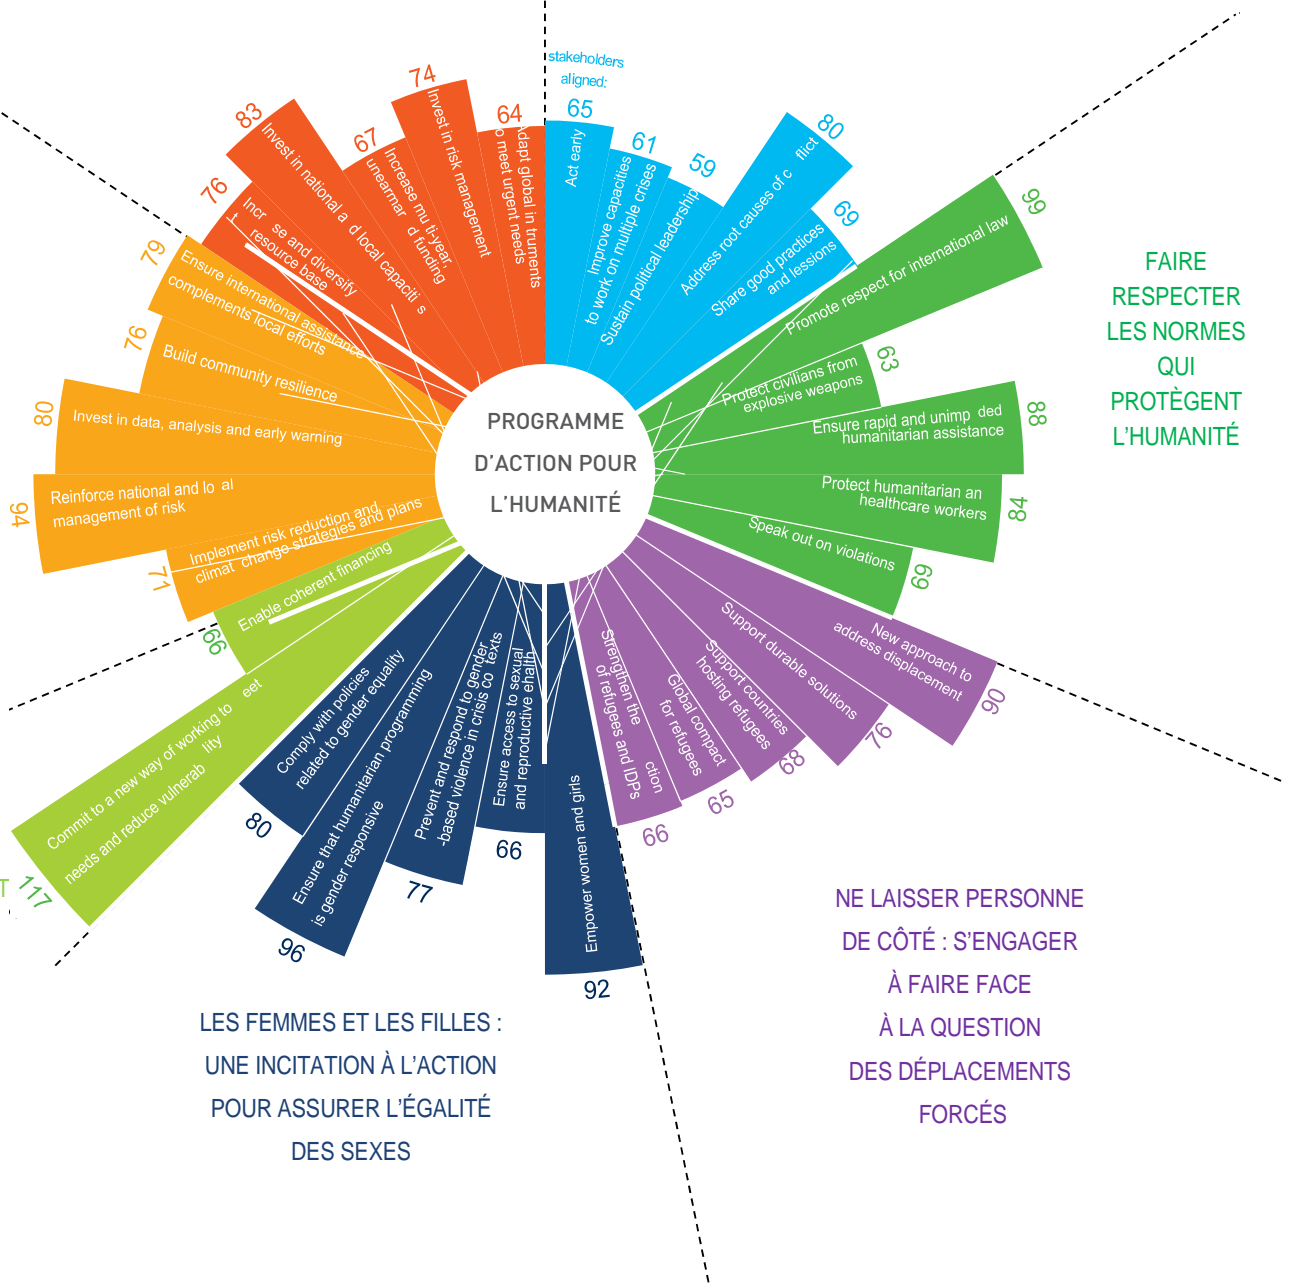 stakeholders
aligned:
65
Act early
61
Improve capacities
to work on multiple crises
59
Sustain political leadership
80
Address root causes of c flict
69
Share good practices
and lessions
99
Promote respect for international law
63
Protect civilians from
explosive weapons
88
Ensure rapid and unimp ded
humanitarian assistance
84
Protect humanitarian an
healthcare workers
69
Speak out on violations
90
New approach to
address displacement
76
Support durable solutions
68
Support countries
hosting refugees
65
Global compact
for refugees
66
Strengthen the ction
of refugees and IDPs
92
Empower women and girls
66
Ensure access to sexual
and reproductive ehalth
77
Prevent and respond to gender
-based violence in crisis co texts
96
Ensure that humanitarian programming
is gender responsive
80
Comply with policies
related to gender equality
117
Commit to a new way of working to eet
needs and reduce vulnerab lity
66
Enable coherent financing
71
Implement risk reduction and
climat change strategies and plans
94
Reinforce national and lo al
management of risk
80
Invest in data, analysis and early warning
76
Build community resilience
79
Ensure international assistance
complements local efforts
76
Incr se and diversify
t resource base
83
Invest in national a d local capaciti s
67
Increase mu ti-year,
unearmar d funding
74
Invest in risk management
64
Adapt global in truments
o meet urgent needs
PROGRAMME
D’ACTION POUR
L’HUMANITÉ
FAIRE
RESPECTER
LES NORMES
QUI
PROTÈGENT
L’HUMANITÉ
NE LAISSER PERSONNE
DE CÔTÉ : S’ENGAGER
À FAIRE FACE
À LA QUESTION
DES DÉPLACEMENTS
FORCÉS
LES FEMMES ET LES FILLES :
UNE INCITATION À L’ACTION
POUR ASSURER L’ÉGALITÉ
DES SEXES
T